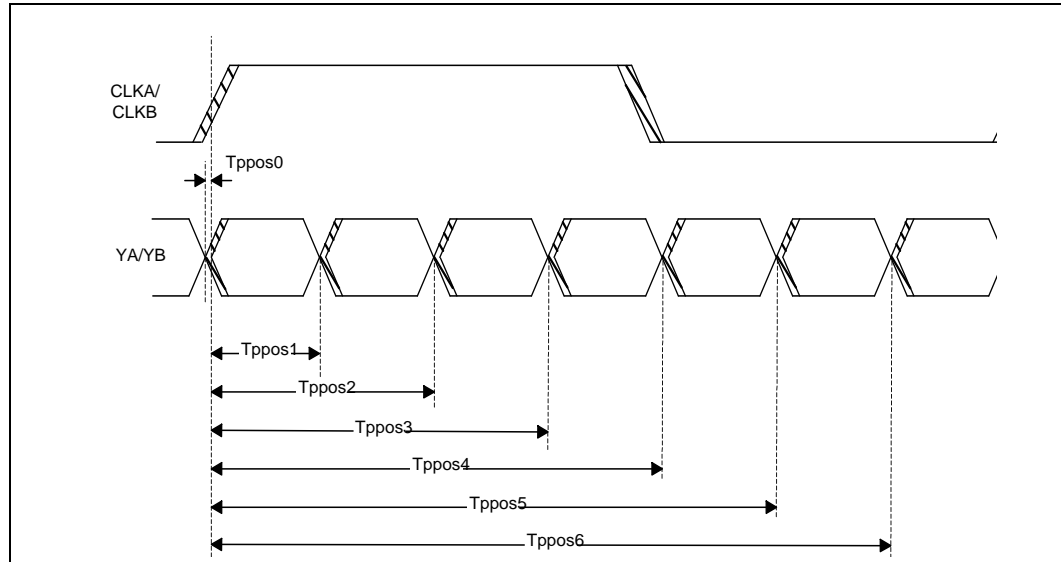 CLKA/
CLKB
Tppos0
YA/YB
Tppos1
Tppos2
Tppos3
Tppos4
Tppos5
Tppos6